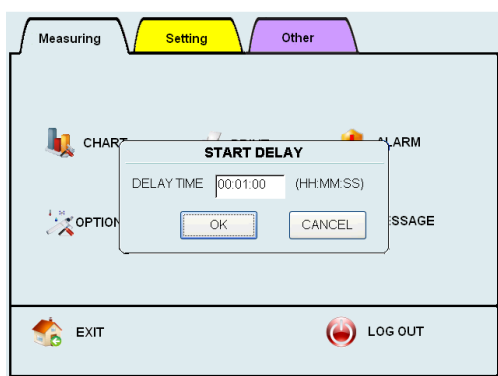 Measuring Setting Other
CHART ALARM
START DELAY
DELAY TIME 00:01:00 (HH:MM:SS)
OPTION OK CANCEL ESSAGE
EXIT LOG OUT